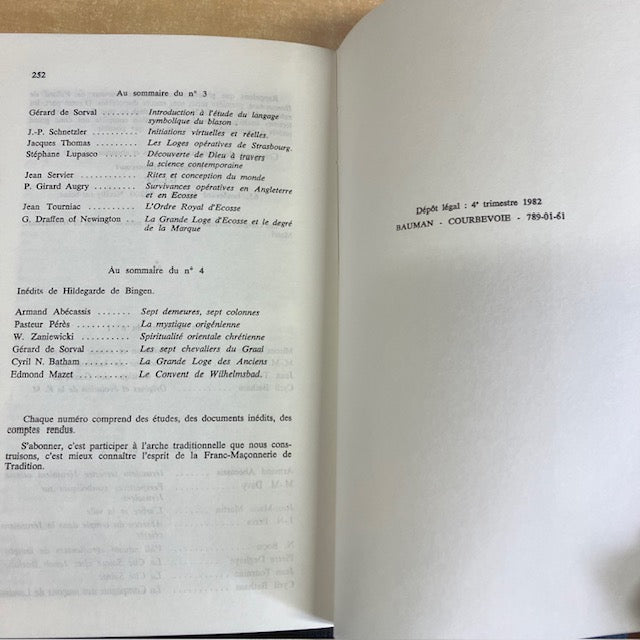 252
Au sommaire du n° 3
Gérard de Sorval ........ Introduction à l'étude du langage
symbolique du blason.
J.-P. Schnetzler ......... Initiations virtuelles et réelles.
Jacques Thomas ........ Les Loges opératives de Strasbourg.
Stéphane Lupasco ....... Découverte de Dieu à travers
la science contemporaine
Jean Servier ............ Rites et conception du monde
P. Girard Augry ........ Survivances opératives en Angleterre
et en Ecosse
Jean Tourniac .......... L'Ordre Royal d'Ecosse
G. Draffen of Newington .. La Grande Loge d'Ecosse et le degré
de la Marque
Au sommaire du n° 4
Inédits de Hildegarde de Bingen.
Armand Abécassis ....... Sept demeures, sept colonnes
Pasteur Pérès ........... La mystique origénienne
W. Zaniewicki .......... Spiritualité orientale chrétienne
Gérard de Sorval ........ Les sept chevaliers du Graal
Cyril N. Batham ........ La Grande Loge des Anciens
Edmond Mazet .......... Le Convent de Wilhelmsbad.
Chaque numéro comprend des études, des documents inédits, des
comptes rendus.
S'abonner, c'est participer à l'arche traditionnelle que nous cons-
truisons, c'est mieux connaître l'esprit de la Franc-Maçonnerie de
Tradition.
Dépôt légal : 4e trimestre 1982
BAUMAN - COURBEVOIE - 789-01-61